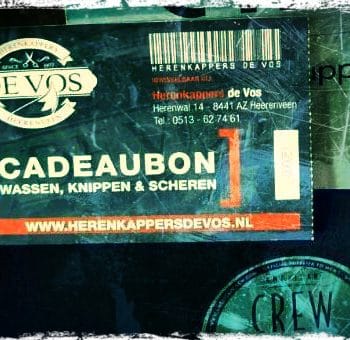 HERENKAPPERS
DE VOS
HEERENVEEN
HERENKAPPERS DE VOS
Herenkappers de Vos
Herenwal 14 - 8441 AZ Heerenveen
Tel : 0513 - 62 74 61
CADEAUBON
WASSEN, KNIPPEN & SCHEREN
WWW.HERENKAPPERSDEVOS.NL
CREW